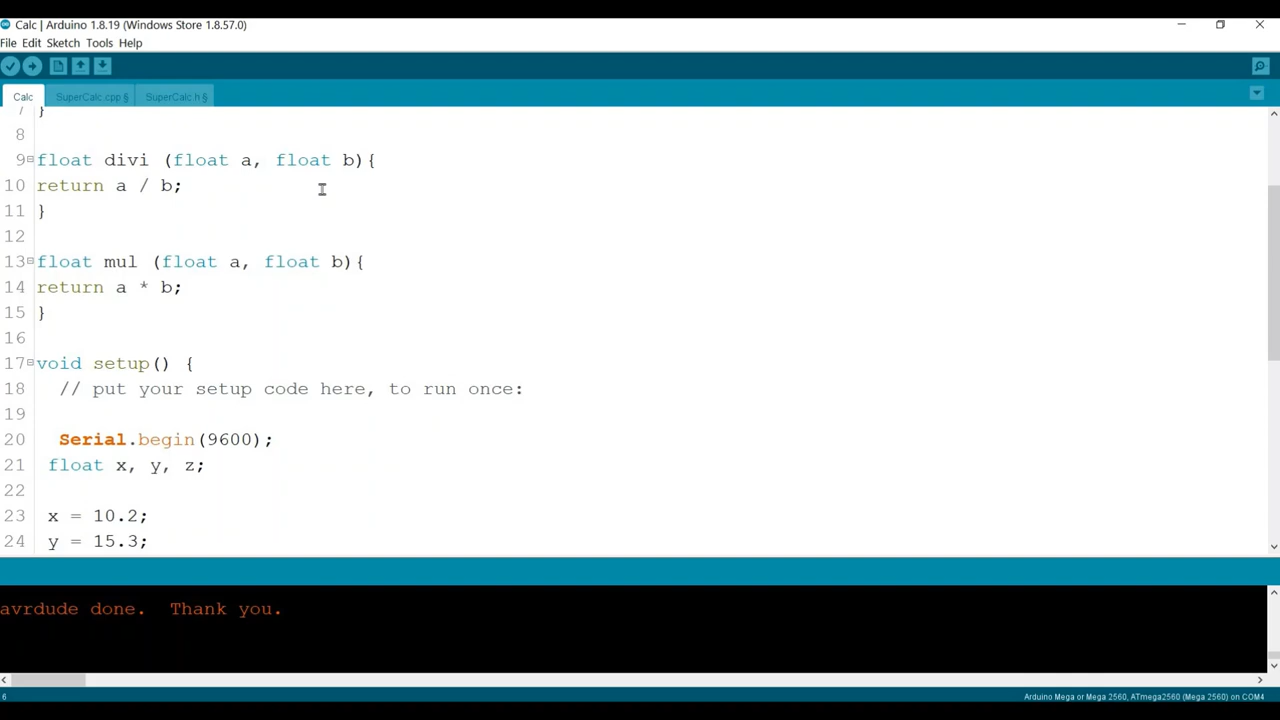 Calc | Arduino 1.8.19 (Windows Store 1.8.57.0)
File Edit Sketch Tools Help
Calc SuperCalc.cpp § SuperCalc.h §
7 }
8
9 float divi (float a, float b){
10 return a / b;
11 }
12
13 float mul (float a, float b){
14 return a * b;
15 }
16
17 void setup() {
18 // put your setup code here, to run once:
19
20 Serial.begin(9600);
21 float x, y, z;
22
23 x = 10.2;
24 y = 15.3;
avrdude done. Thank you.
6 Arduino Mega or Mega 2560, ATmega2560 (Mega 2560) on COM4